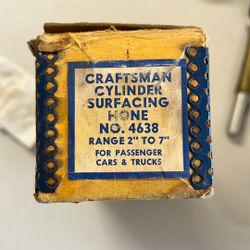 CRAFTSMAN
CYLINDER
SURFACING
HONE
NO. 4638
RANGE 2" TO 7"
FOR PASSENGER
CARS & TRUCKS